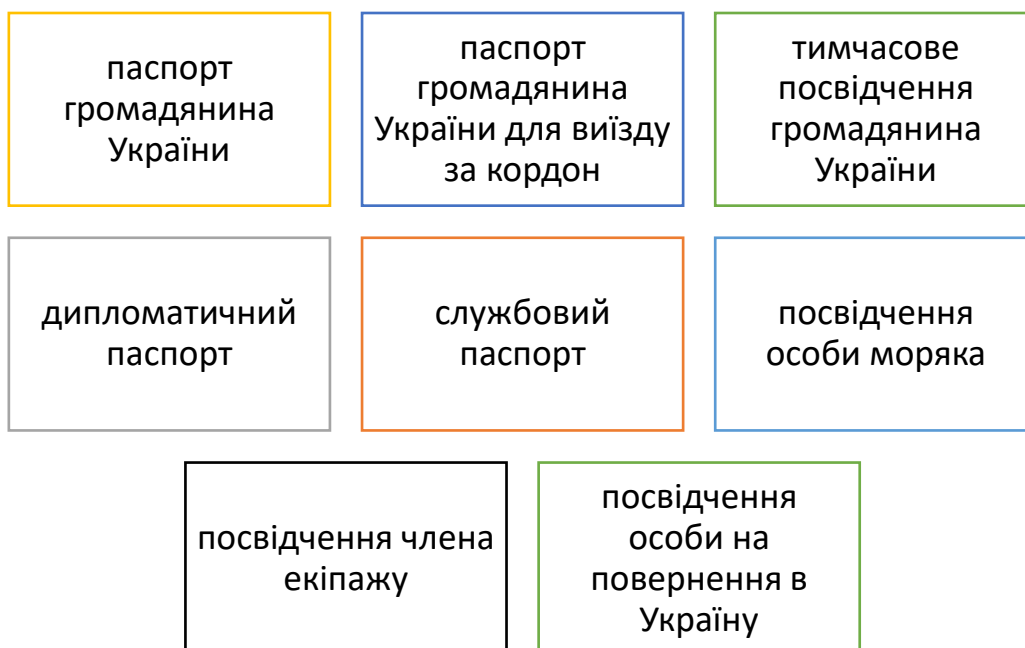 паспорт
громадянина
України
паспорт
громадянина
України для виїзду
за кордон
тимчасове
посвідчення
громадянина
України
дипломатичний
паспорт
службовий
паспорт
посвідчення
особи моряка
посвідчення члена
екіпажу
посвідчення
особи на
повернення в
Україну